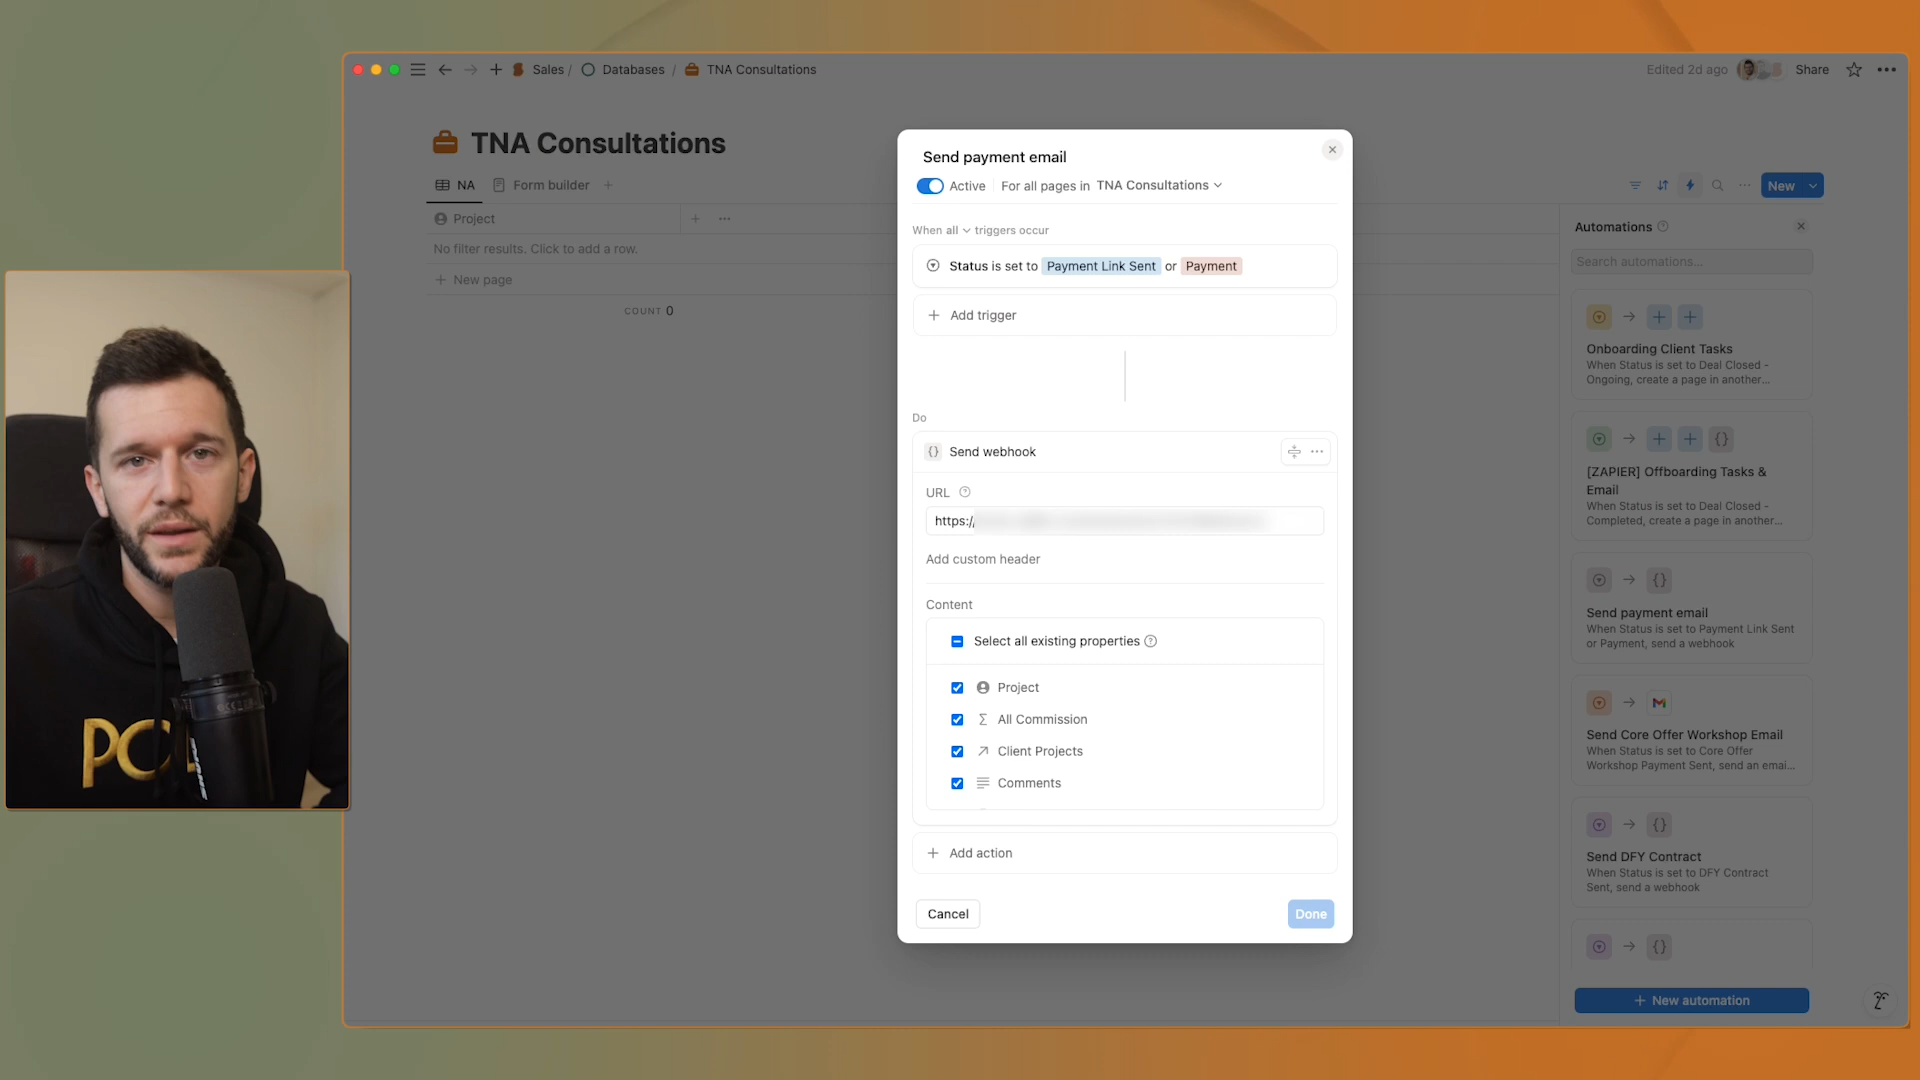 Sales / Databases / TNA Consultations
Edited 2d ago
Share
TNA Consultations
NA
Form builder
New
Project
No filter results. Click to add a row.
New page
COUNT 0
Send payment email
Active
For all pages in TNA Consultations
When all triggers occur
Status is set to Payment Link Sent or Payment
Add trigger
Do
Send webhook
URL
https://
Add custom header
Content
Select all existing properties
Project
All Commission
Client Projects
Comments
Add action
Cancel
Done
Automations
Search automations...
Onboarding Client Tasks
When Status is set to Deal Closed -
Ongoing, create a page in another...
[ZAPIER] Offboarding Tasks &
Email
When Status is set to Deal Closed -
Completed, create a page in another...
Send payment email
When Status is set to Payment Link Sent
or Payment, send a webhook
Send Core Offer Workshop Email
When Status is set to Core Offer
Workshop Payment Sent, send an emai...
Send DFY Contract
When Status is set to DFY Contract
Sent, send a webhook
New automation